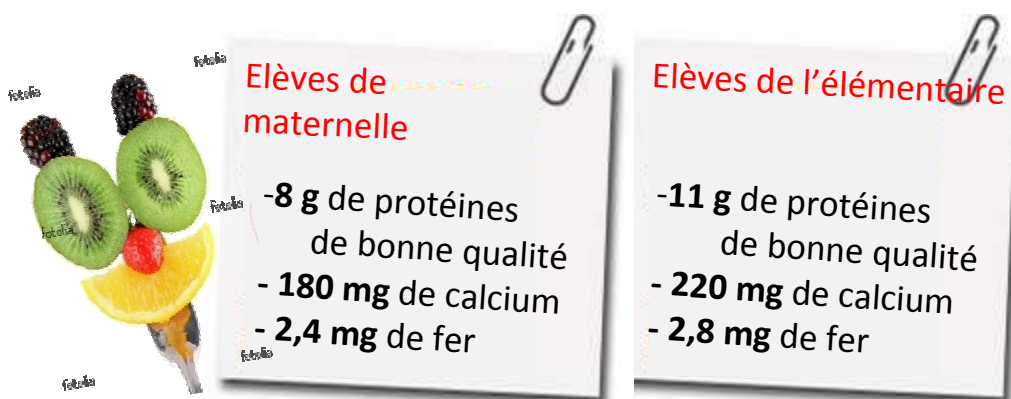 Elèves de
maternelle
-8 g de protéines
de bonne qualité
- 180 mg de calcium
- 2,4 mg de fer
Elèves de l’élémentaire
-11 g de protéines
de bonne qualité
- 220 mg de calcium
- 2,8 mg de fer
fotolia
fotolia
fotolia
fotolia
fotolia
fotolia